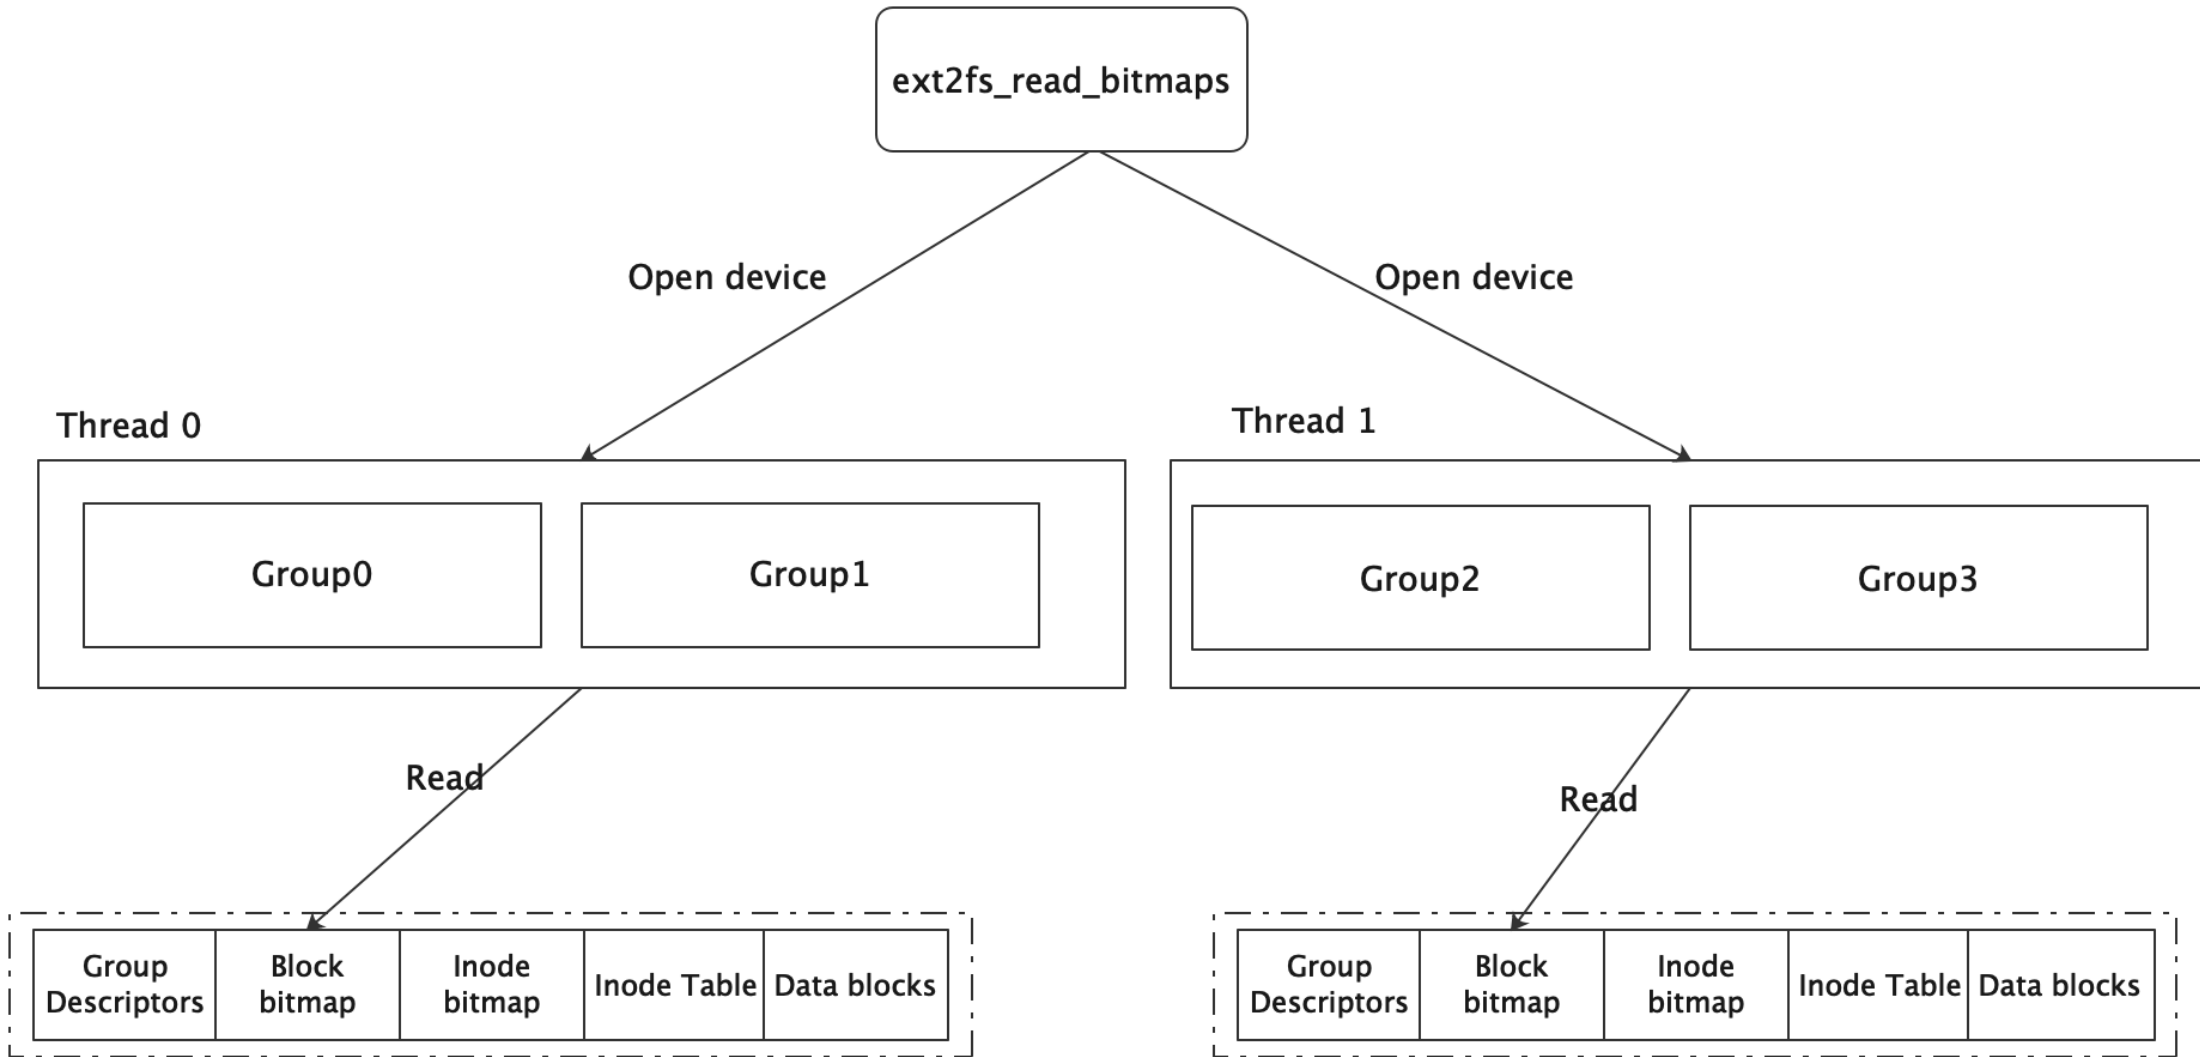 ext2fs_read_bitmaps
Open device
Open device
Thread 0
Thread 1
Group0
Group1
Group2
Group3
Read
Read
Group
Descriptors
Block
bitmap
Inode
bitmap
Inode Table
Data blocks
Group
Descriptors
Block
bitmap
Inode
bitmap
Inode Table
Data blocks